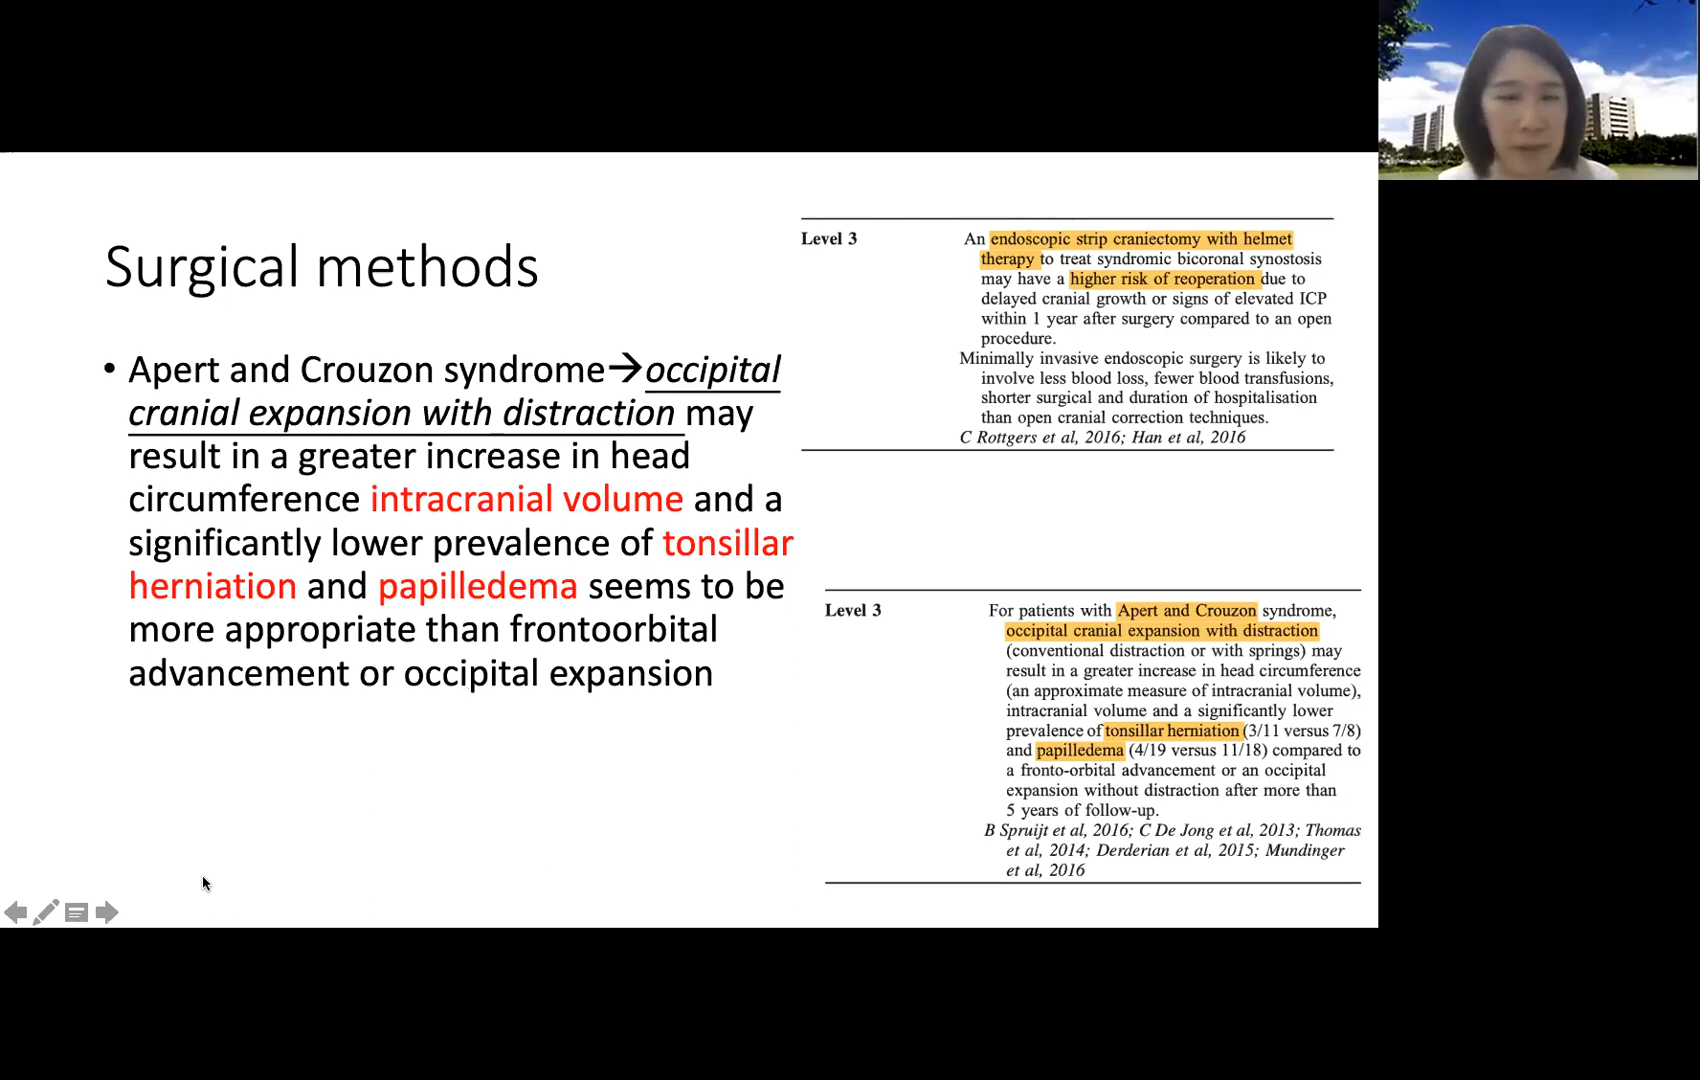 Surgical methods
• Apert and Crouzon syndrome→occipital
cranial expansion with distraction may
result in a greater increase in head
circumference intracranial volume and a
significantly lower prevalence of tonsillar
herniation and papilledema seems to be
more appropriate than frontoorbital
advancement or occipital expansion
Level 3
An endoscopic strip craniectomy with helmet
therapy to treat syndromic bicoronal synostosis
may have a higher risk of reoperation due to
delayed cranial growth or signs of elevated ICP
within 1 year after surgery compared to an open
procedure.
Minimally invasive endoscopic surgery is likely to
involve less blood loss, fewer blood transfusions,
shorter surgical and duration of hospitalisation
than open cranial correction techniques.
C Rottgers et al, 2016; Han et al, 2016
Level 3
For patients with Apert and Crouzon syndrome,
occipital cranial expansion with distraction
(conventional distraction or with springs) may
result in a greater increase in head circumference
(an approximate measure of intracranial volume),
intracranial volume and a significantly lower
prevalence of tonsillar herniation (3/11 versus 7/8)
and papilledema (4/19 versus 11/18) compared to
a fronto-orbital advancement or an occipital
expansion without distraction after more than
5 years of follow-up.
B Spruijt et al, 2016; C De Jong et al, 2013; Thomas
et al, 2014; Derderian et al, 2015; Mundinger
et al, 2016